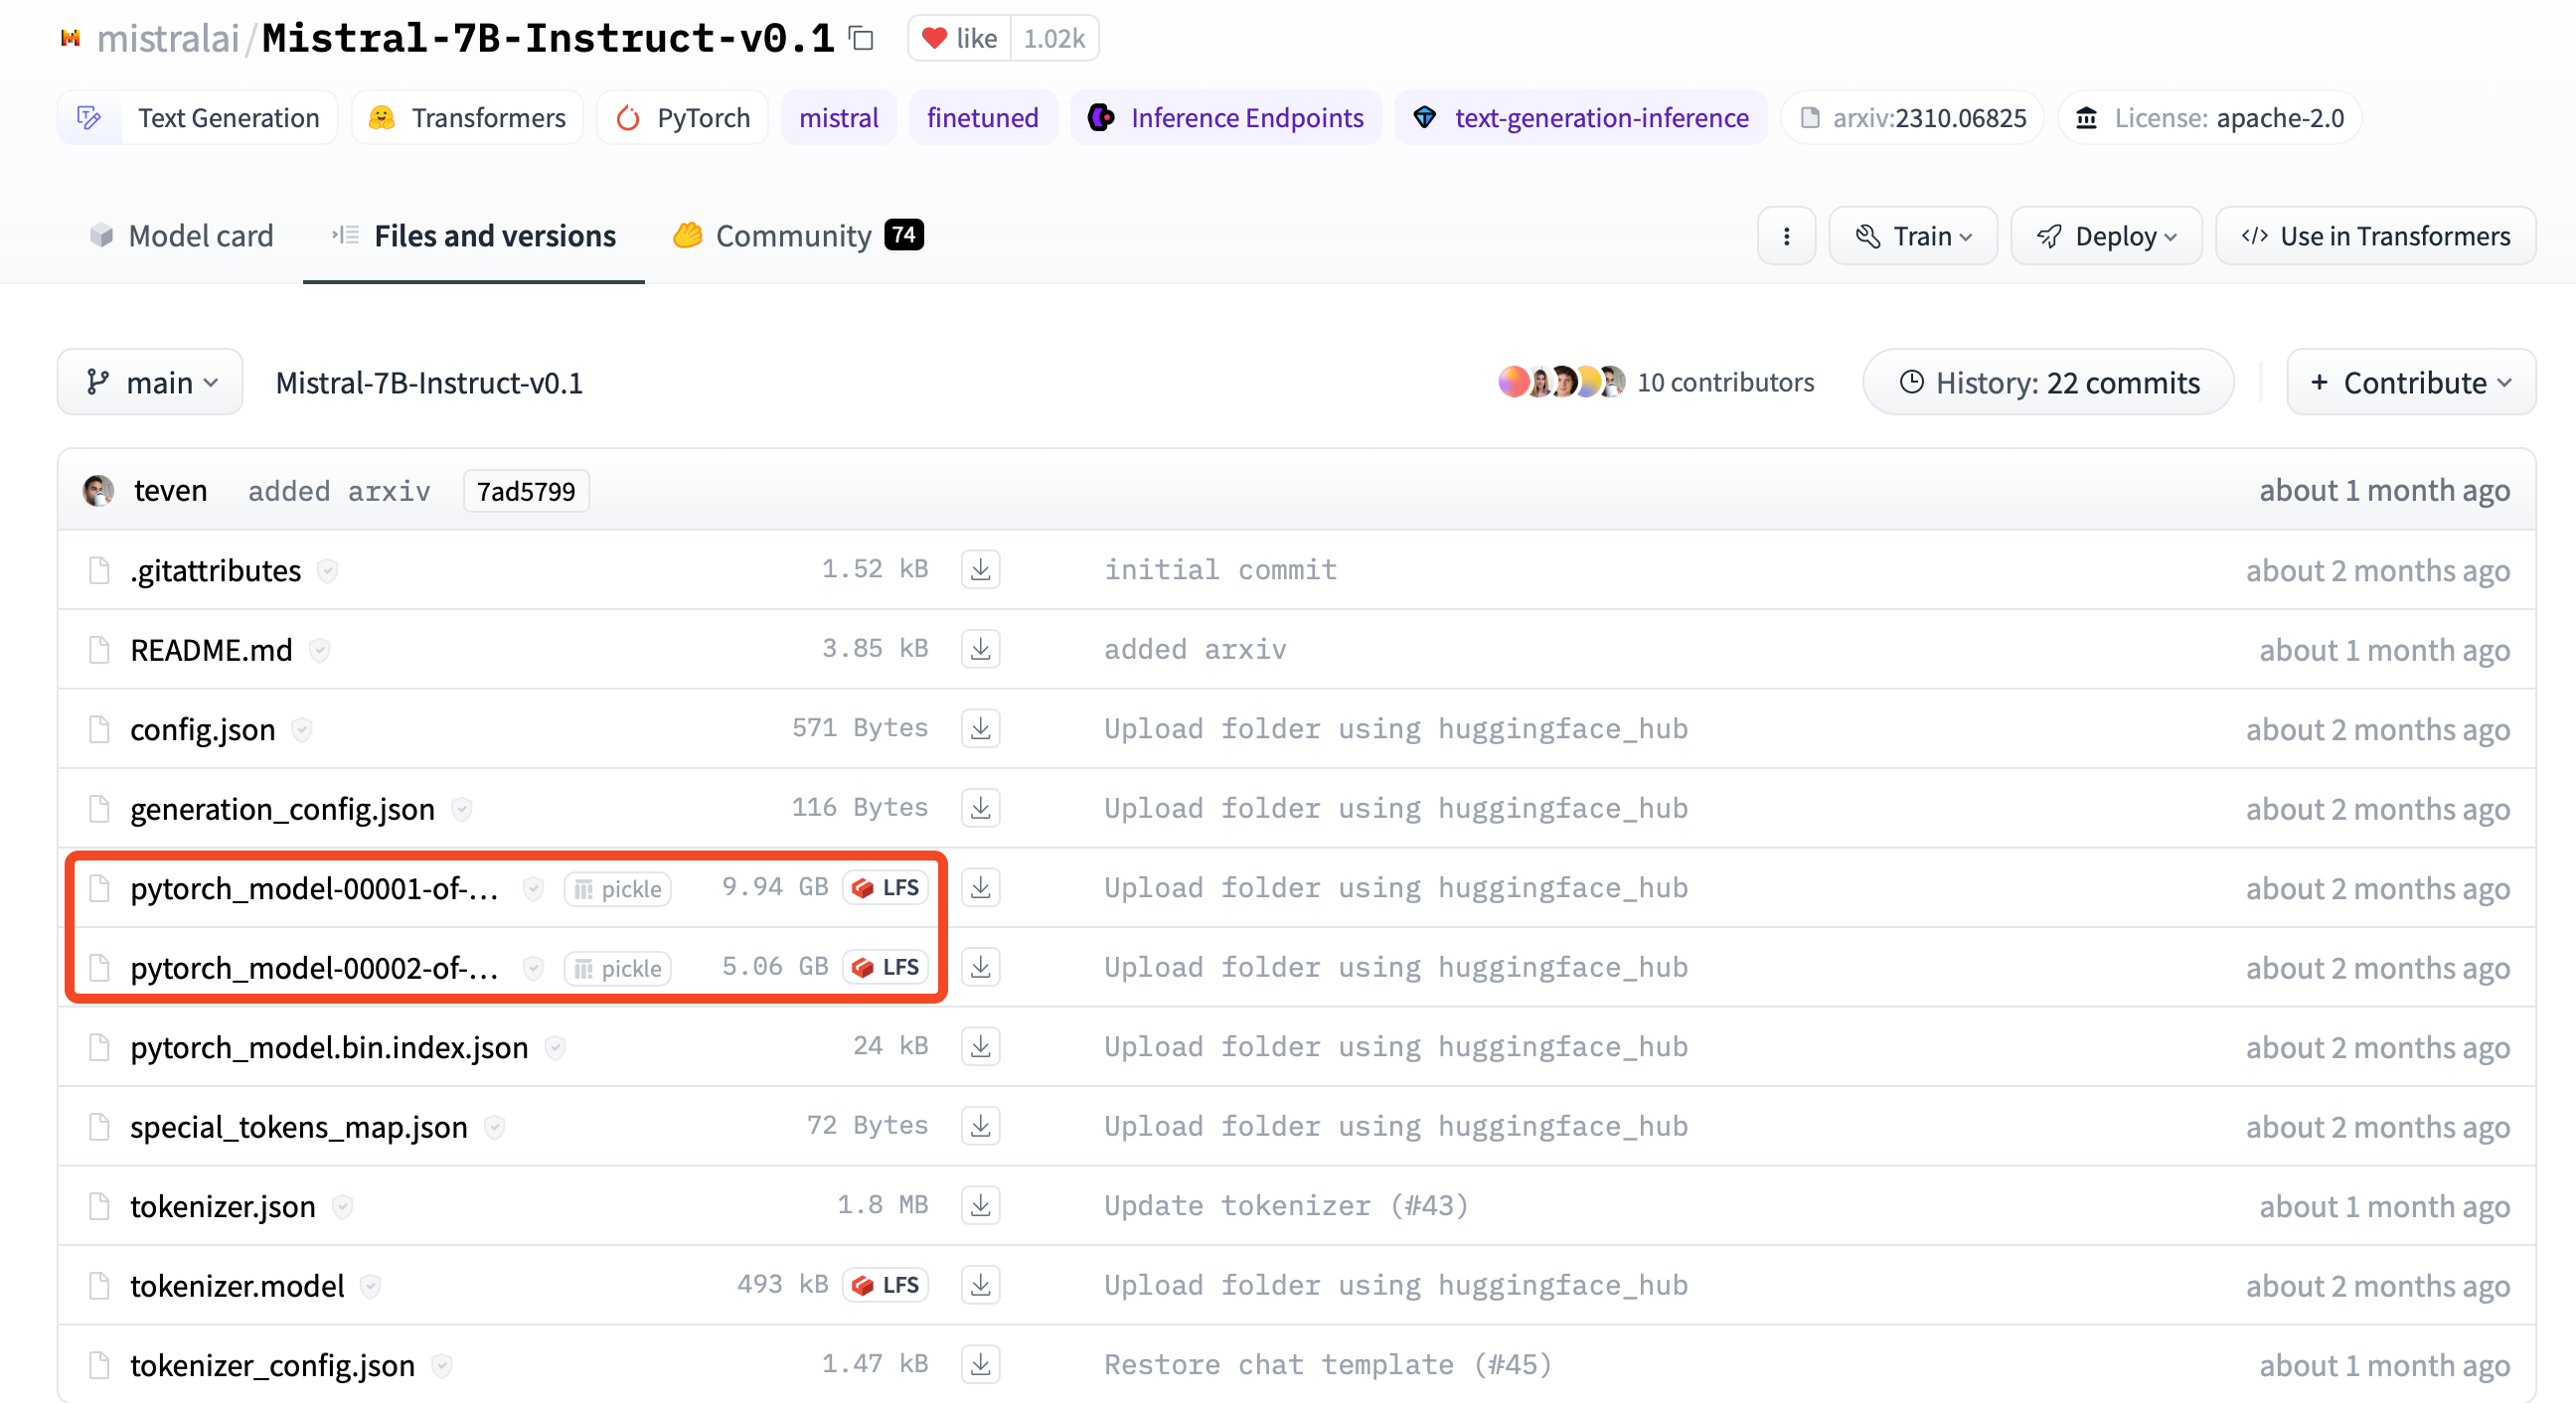 mistralai/Mistral-7B-Instruct-v0.1 like 1.02k
Text Generation Transformers PyTorch mistral finetuned Inference Endpoints text-generation-inference arxiv:2310.06825 License: apache-2.0
Model card Files and versions Community 74 Train Deploy </> Use in Transformers
main Mistral-7B-Instruct-v0.1 10 contributors History: 22 commits + Contribute
teven added arxiv 7ad5799 about 1 month ago
.gitattributes 1.52 kB initial commit about 2 months ago
README.md 3.85 kB added arxiv about 1 month ago
config.json 571 Bytes Upload folder using huggingface_hub about 2 months ago
generation_config.json 116 Bytes Upload folder using huggingface_hub about 2 months ago
pytorch_model-00001-of-... pickle 9.94 GB LFS Upload folder using huggingface_hub about 2 months ago
pytorch_model-00002-of-... pickle 5.06 GB LFS Upload folder using huggingface_hub about 2 months ago
pytorch_model.bin.index.json 24 kB Upload folder using huggingface_hub about 2 months ago
special_tokens_map.json 72 Bytes Upload folder using huggingface_hub about 2 months ago
tokenizer.json 1.8 MB Update tokenizer (#43) about 1 month ago
tokenizer.model 493 kB LFS Upload folder using huggingface_hub about 2 months ago
tokenizer_config.json 1.47 kB Restore chat template (#45) about 1 month ago